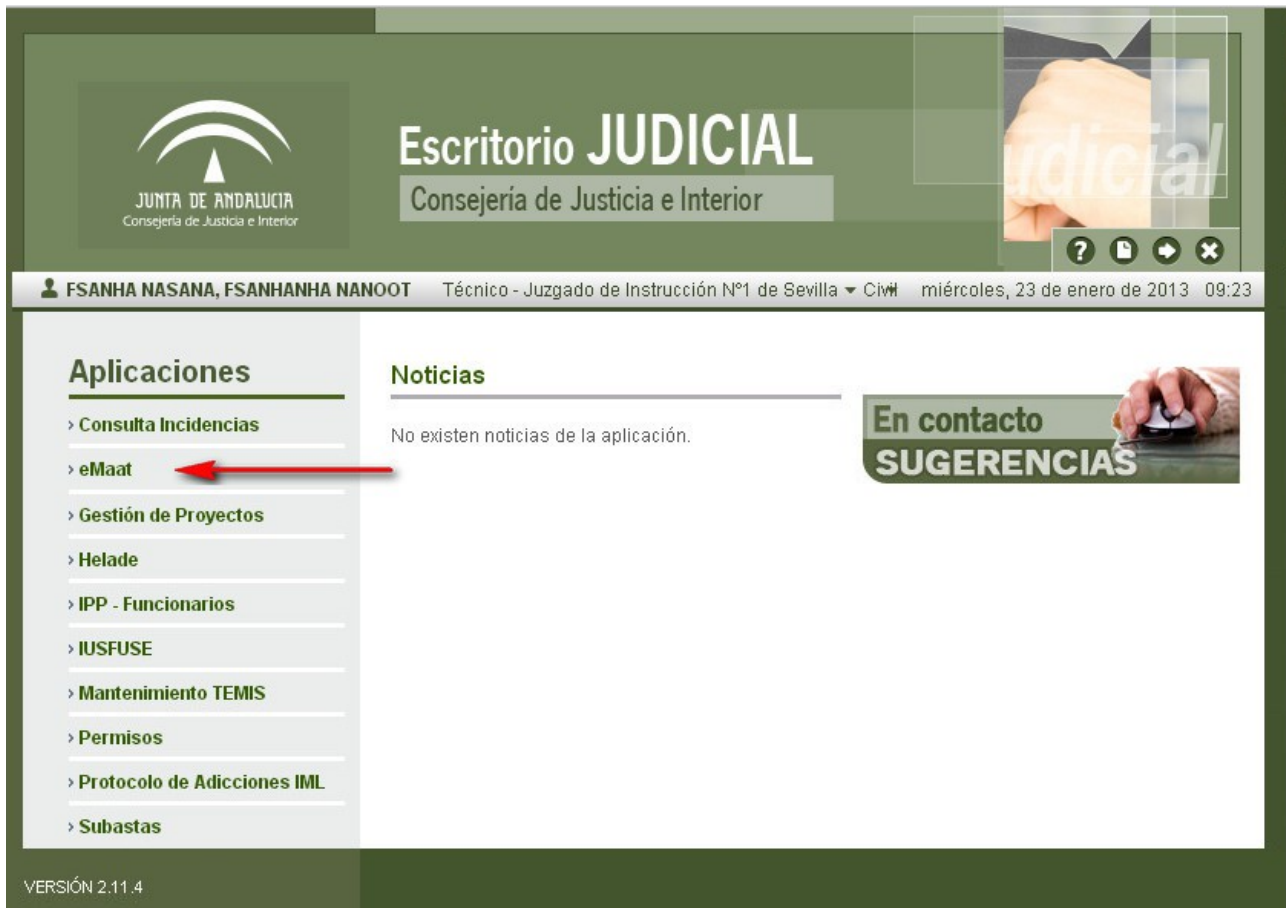 JUNTA DE ANDALUCIA
Consejería de Justicia e Interior
Escritorio JUDICIAL
Consejería de Justicia e Interior
udicial
FSANHA NASANA, FSANHANHA NANOOT Técnico - Juzgado de Instrucción Nº1 de Sevilla miércoles, 23 de enero de 2013 09:23
Aplicaciones
Consulta Incidencias
eMaat
Gestión de Proyectos
Helade
IPP - Funcionarios
IUSFUSE
Mantenimiento TEMIS
Permisos
Protocolo de Adicciones IML
Subastas
Noticias
No existen noticias de la aplicación.
En contacto
SUGERENCIAS
VERSIÓN 2.11.4